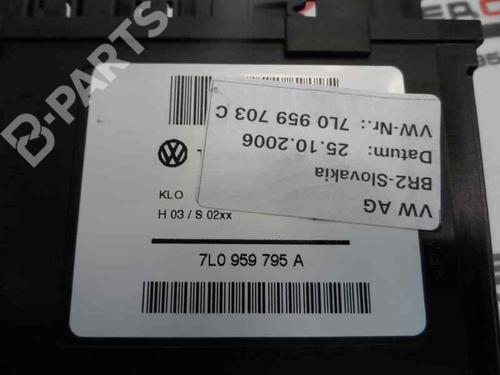 B-PARTS
KLO
H 03 / S 02xx
7L0 959 795 A
VW AG
BR2-Slovakia
Datum: 25.10.2006
VW-Nr.: 7L0 959 703 C